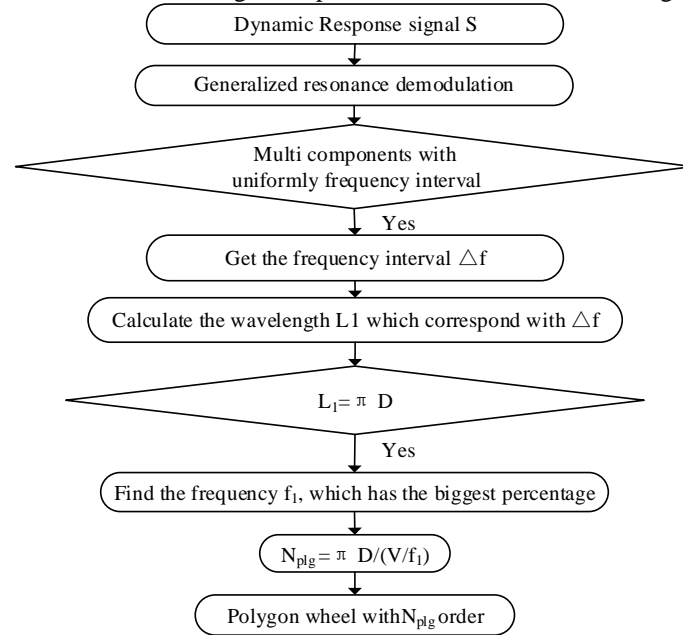 Dynamic Response signal S
Generalized resonance demodulation
Multi components with
uniformly frequency interval
Yes
Get the frequency interval △f
Calculate the wavelength L1 which correspond with △f
L₁= π D
Yes
Find the frequency f₁, which has the biggest percentage
Nplg = π D/(V/f₁)
Polygon wheel withNplg order